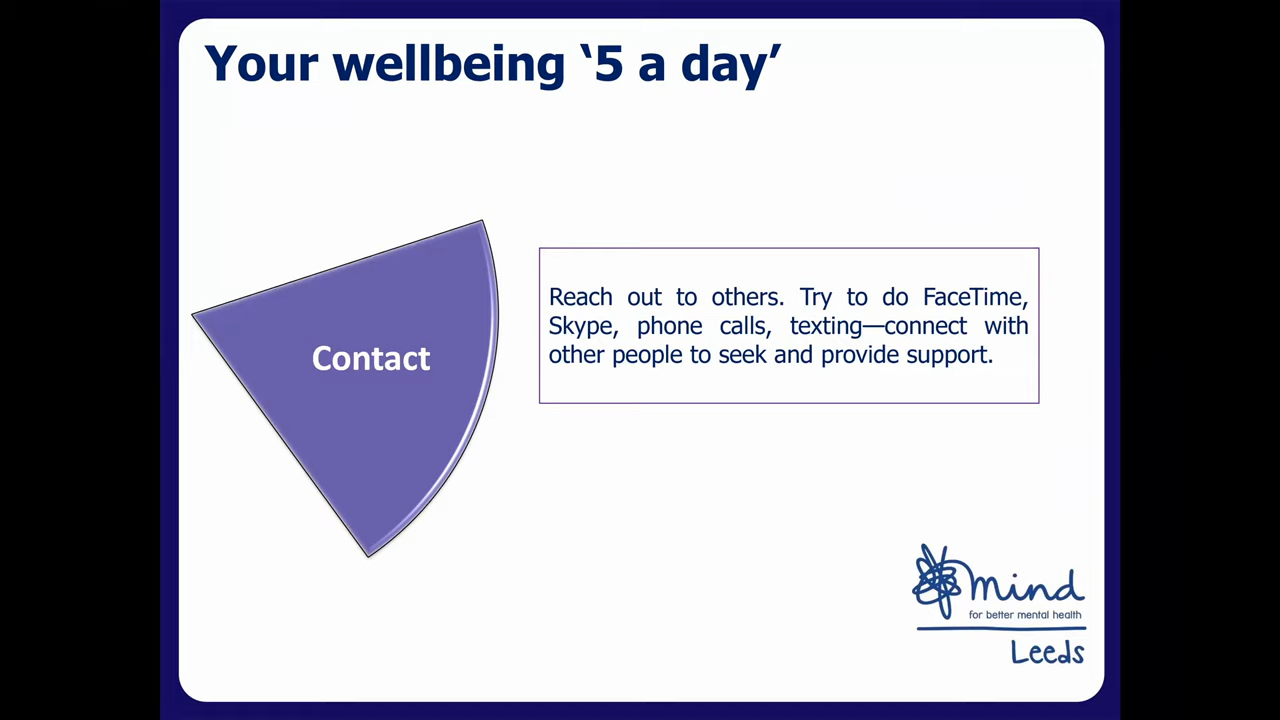 Your wellbeing ‘5 a day’
Contact
Reach out to others. Try to do FaceTime,
Skype, phone calls, texting—connect with
other people to seek and provide support.
mind
for better mental health
Leeds